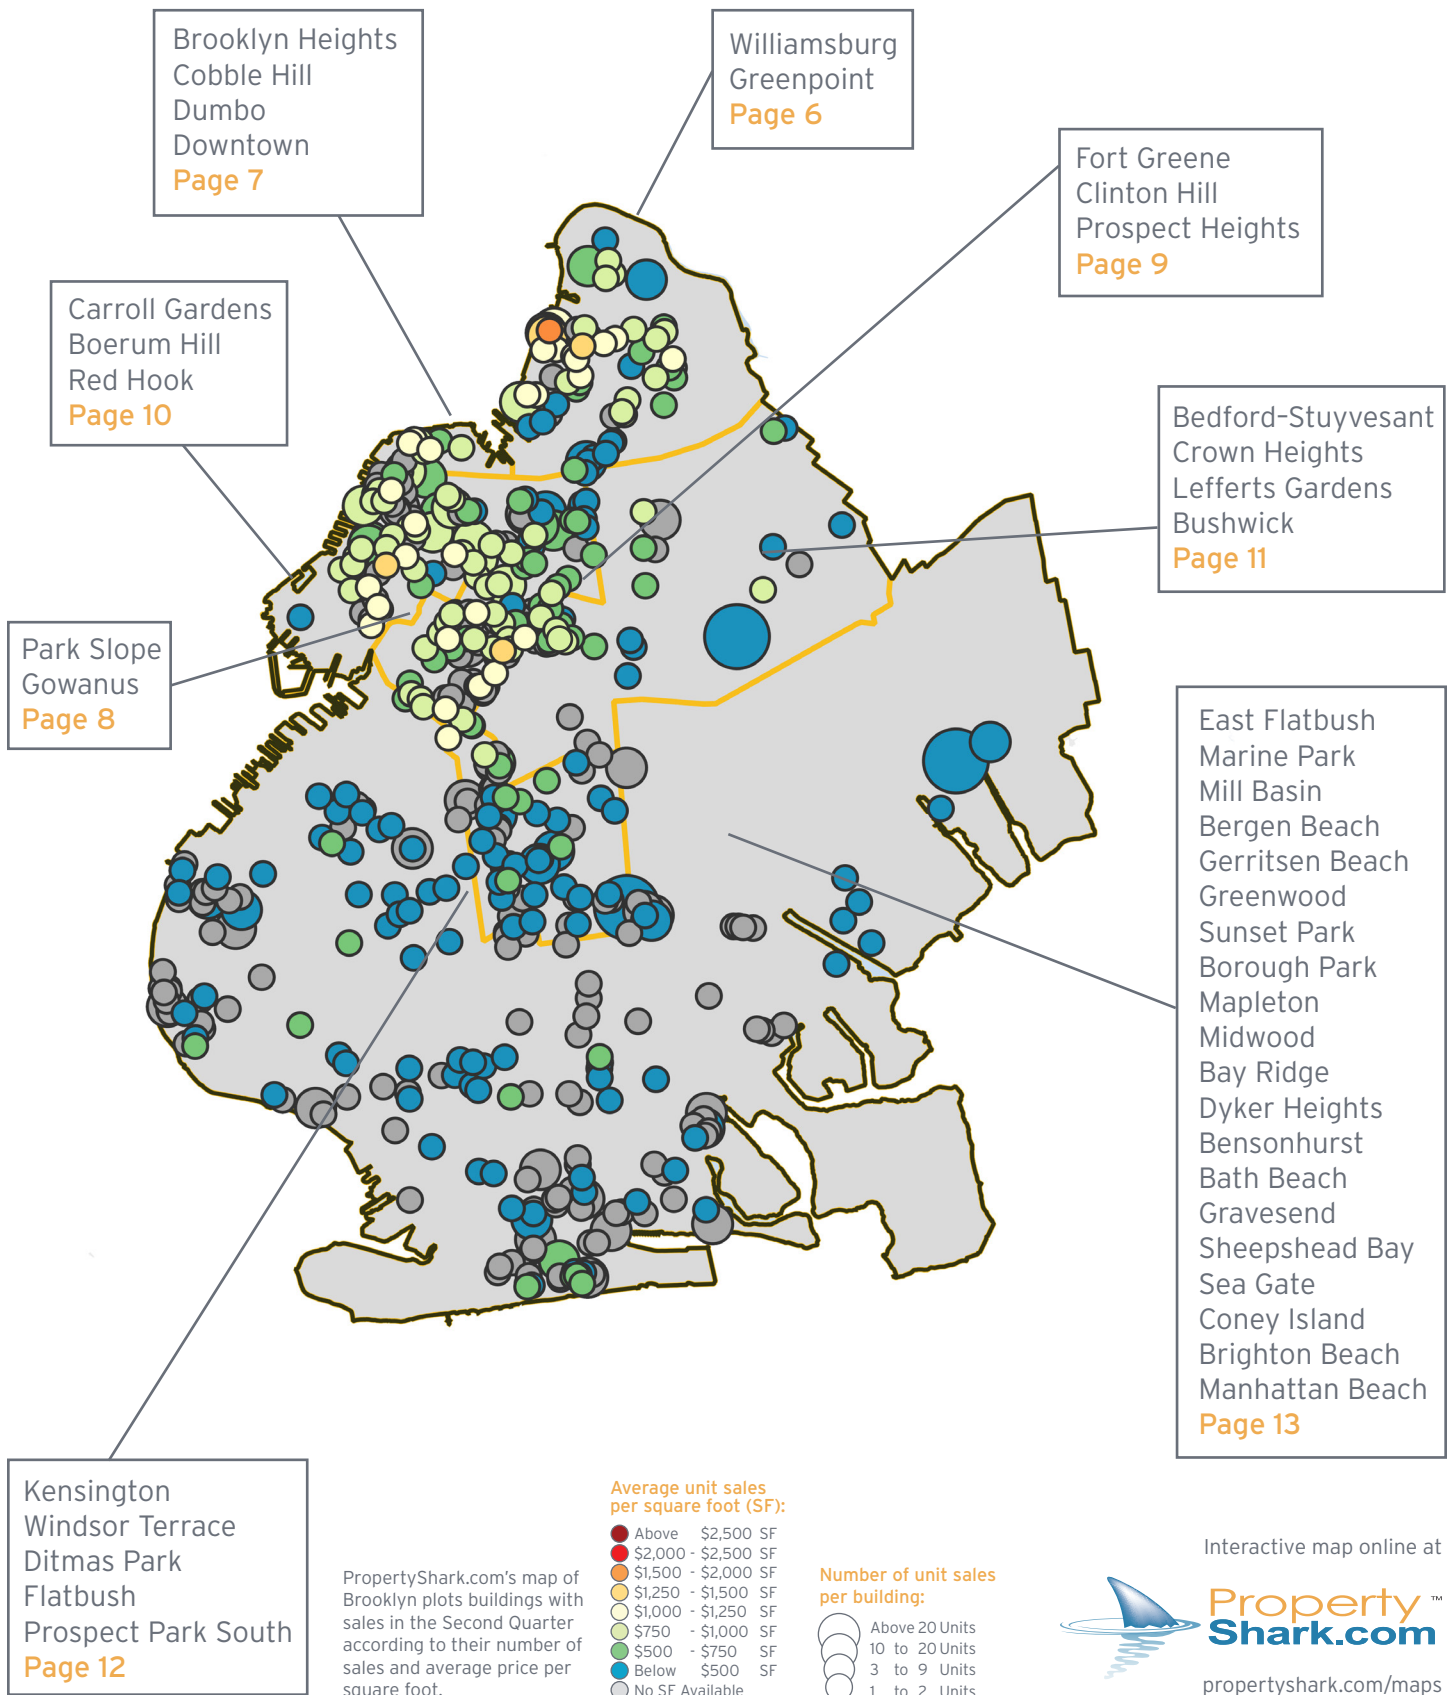 Brooklyn Heights
Cobble Hill
Dumbo
Downtown
Page 7
Williamsburg
Greenpoint
Page 6
Fort Greene
Clinton Hill
Prospect Heights
Page 9
Carroll Gardens
Boerum Hill
Red Hook
Page 10
Bedford-Stuyvesant
Crown Heights
Lefferts Gardens
Bushwick
Page 11
Park Slope
Gowanus
Page 8
East Flatbush
Marine Park
Mill Basin
Bergen Beach
Gerritsen Beach
Greenwood
Sunset Park
Borough Park
Mapleton
Midwood
Bay Ridge
Dyker Heights
Bensonhurst
Bath Beach
Gravesend
Sheepshead Bay
Sea Gate
Coney Island
Brighton Beach
Manhattan Beach
Page 13
Kensington
Windsor Terrace
Ditmas Park
Flatbush
Prospect Park South
Page 12
PropertyShark.com's map of
Brooklyn plots buildings with
sales in the Second Quarter
according to their number of
sales and average price per
square foot.
Average unit sales
per square foot (SF):
Above $2,500 SF
$2,000 - $2,500 SF
$1,500 - $2,000 SF
$1,250 - $1,500 SF
$1,000 - $1,250 SF
$750 - $1,000 SF
$500 - $750 SF
Below $500 SF
No SF Available
Number of unit sales
per building:
Above 20 Units
10 to 20 Units
3 to 9 Units
1 to 2 Units
Interactive map online at
Property™
Shark.com
propertyshark.com/maps